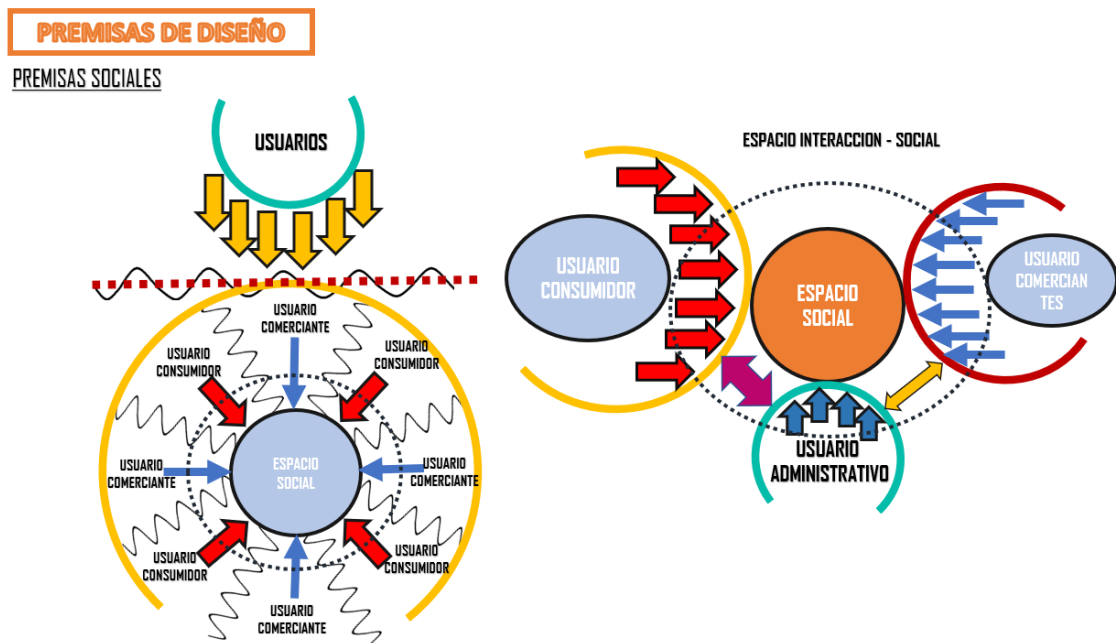 PREMISAS DE DISEÑO
PREMISAS SOCIALES
USUARIOS
USUARIO
COMERCIANTE
USUARIO
CONSUMIDOR
USUARIO
CONSUMIDOR
USUARIO
COMERCIANTE
ESPACIO
SOCIAL
USUARIO
COMERCIANTE
USUARIO
CONSUMIDOR
USUARIO
CONSUMIDOR
USUARIO
COMERCIANTE
ESPACIO INTERACCION - SOCIAL
USUARIO
CONSUMIDOR
ESPACIO
SOCIAL
USUARIO
COMERCIAN
TES
USUARIO
ADMINISTRATIVO